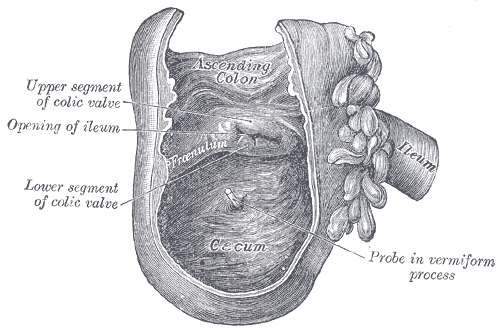 Ascending
Colon
Upper segment
of colic valve
Opening of ileum
Frænulum
Ileum
Lower segment
of colic valve
Cæcum
Probe in vermiform
process